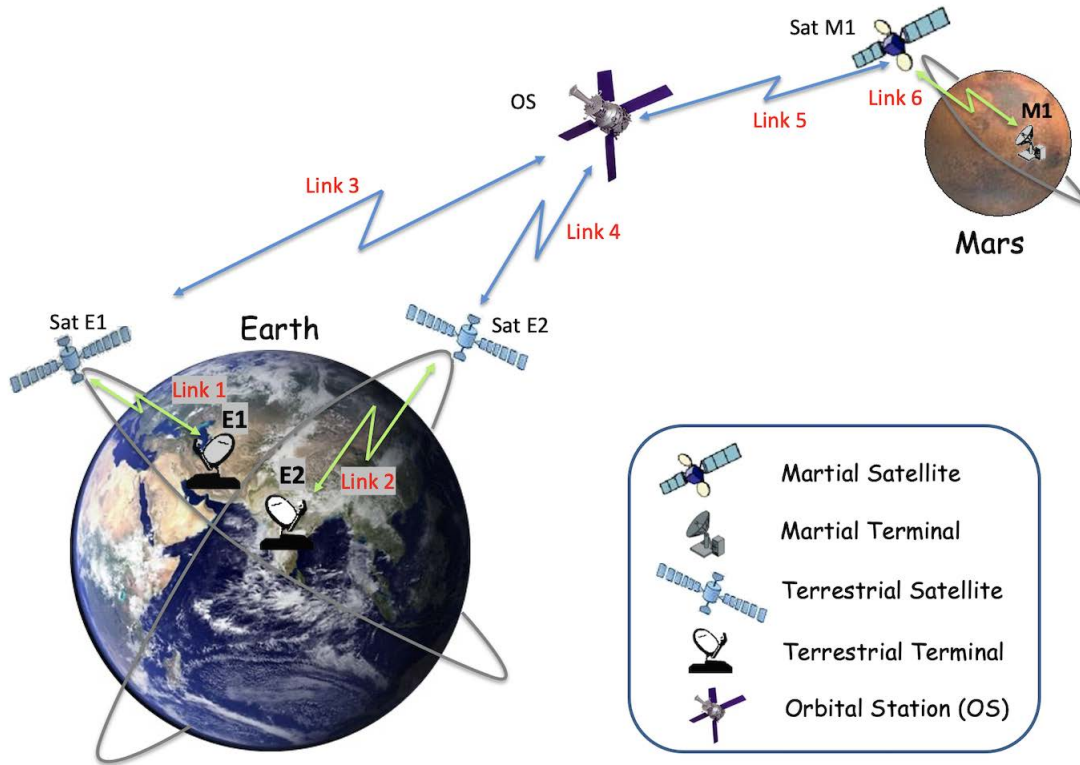 Sat M1
OS
Link 6
M1
Link 5
Link 3
Link 4
Mars
Sat E1
Earth
Sat E2
Link 1
E1
E2
Link 2
Martial Satellite
Martial Terminal
Terrestrial Satellite
Terrestrial Terminal
Orbital Station (OS)